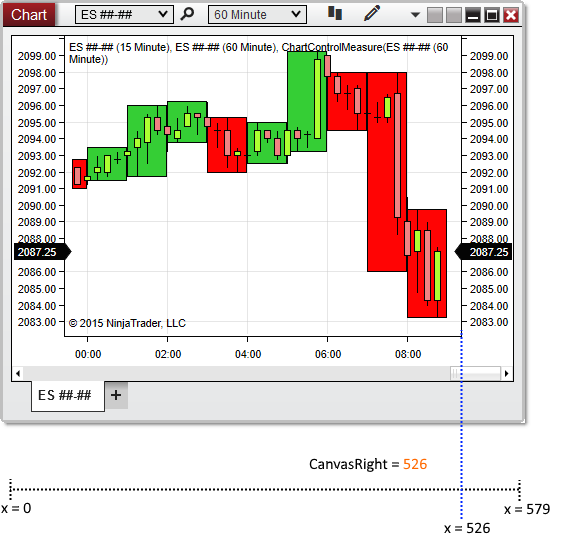 Chart ES ##-## 60 Minute
ES ##-## (15 Minute), ES ##-## (60 Minute), ChartControlMeasure(ES ##-## (60
Minute))
2099.00 2099.00
2098.00 2098.00
2097.00 2097.00
2096.00 2096.00
2095.00 2095.00
2094.00 2094.00
2093.00 2093.00
2092.00 2092.00
2091.00 2091.00
2090.00 2090.00
2089.00 2089.00
2088.00 2088.00
2087.25 2087.25
2086.00 2086.00
2085.00 2085.00
2084.00 2084.00
2083.00 2083.00
© 2015 NinjaTrader, LLC
00:00 02:00 04:00 06:00 08:00
ES ##-## +
CanvasRight = 526
x = 0 x = 579
x = 526